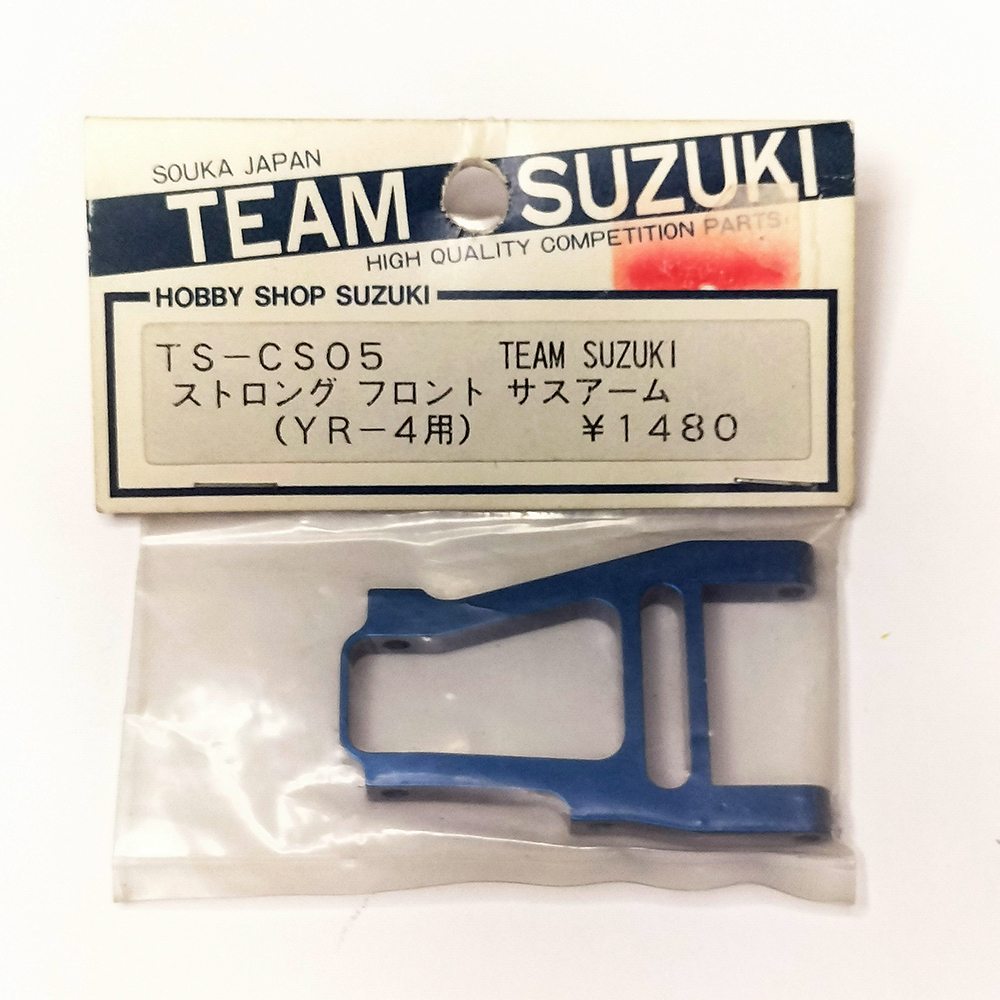 SOUKA JAPAN
TEAM SUZUKI
HIGH QUALITY COMPETITION PARTS
HOBBY SHOP SUZUKI
TS-CS05 TEAM SUZUKI
ストロング フロント サスアーム
(YR-4用) ¥1480